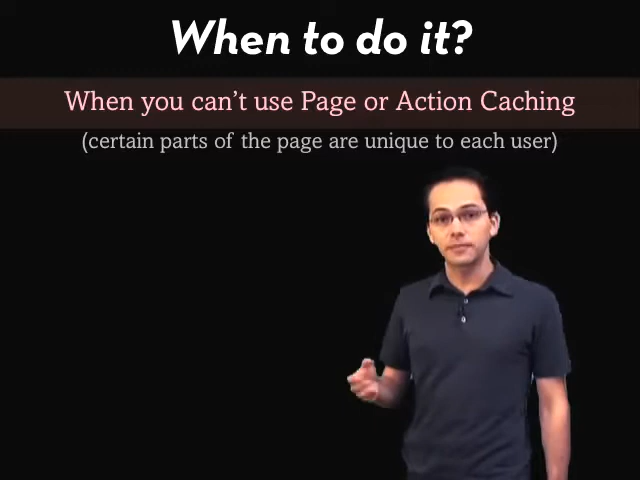 When to do it?
When you can't use Page or Action Caching
(certain parts of the page are unique to each user)